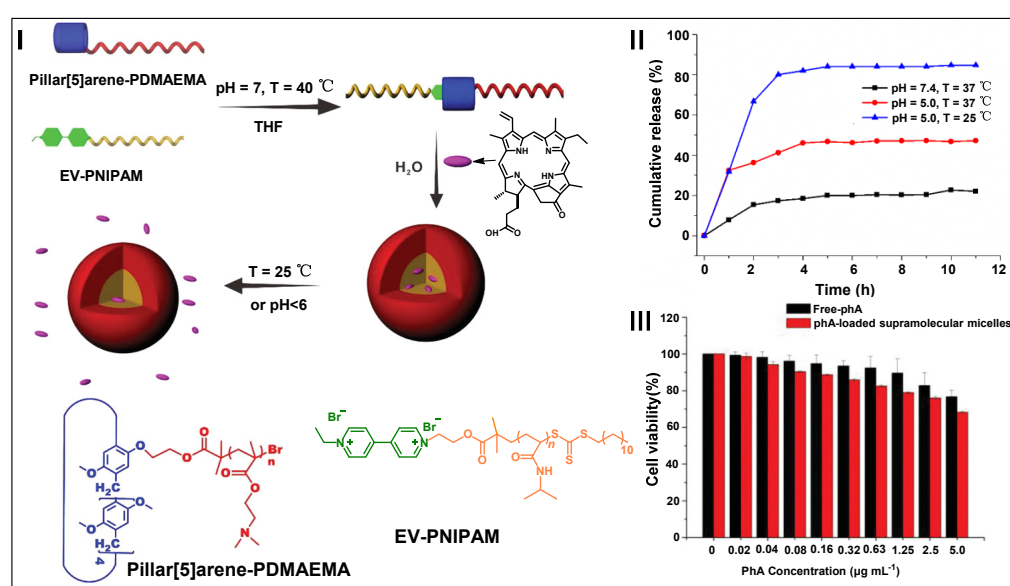 I
Pillar[5]arene-PDMAEMA
pH = 7, T = 40 ℃
THF
EV-PNIPAM
H₂O
NH
N
N
HN
O
O
OH
T = 25 ℃
or pH<6
O
O
O
O
Br
n
O
O
N
O
H₂C
O
O
H₂C
4
Pillar[5]arene-PDMAEMA
Br⁻
Br⁻
N
+
N
+
O
O
n
S
S
S
10
O
NH
EV-PNIPAM
II
Cumulative release (%)
80
60
40
20
0
pH = 7.4, T = 37 ℃
pH = 5.0, T = 37 ℃
pH = 5.0, T = 25 ℃
0 2 4 6 8 10 12
Time (h)
III
Free-phA
phA-loaded supramolecular micelles
Cell viability(%)
120
100
80
60
40
20
0
0 0.02 0.04 0.08 0.16 0.32 0.63 1.25 2.5 5.0
PhA Concentration (μg mL⁻¹)